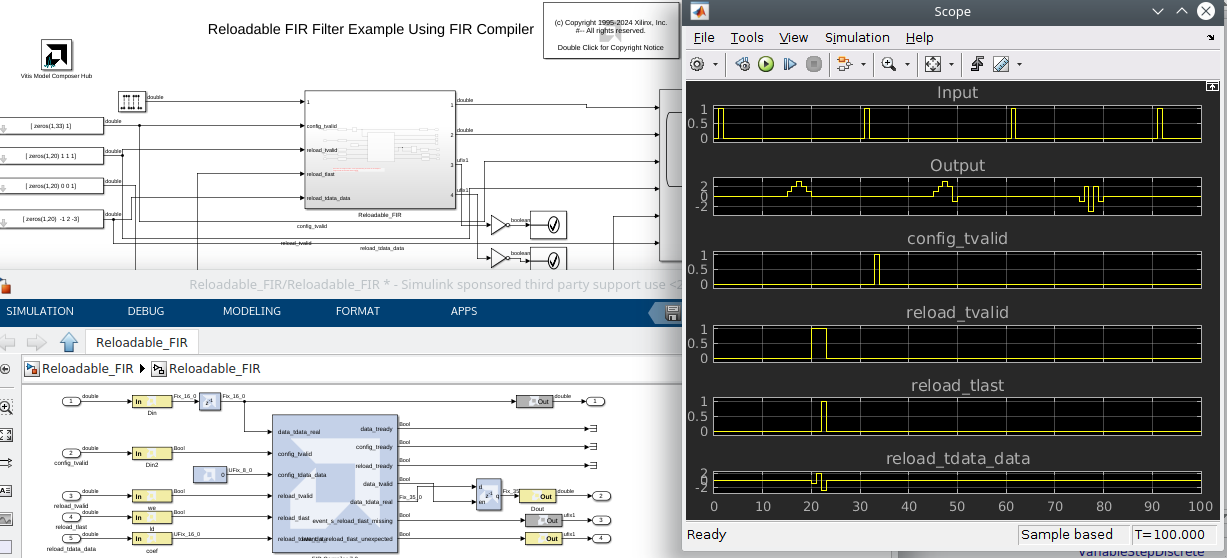 Reloadable FIR Filter Example Using FIR Compiler
(c) Copyright 1995-2024 Xilinx, Inc.
#-- All rights reserved.
Double Click for Copyright Notice
Vitis Model Composer Hub
double
[ zeros(1,33) 1]
double
[ zeros(1,20) 1 1 1]
double
[ zeros(1,20) 0 0 1]
double
[ zeros(1,20) -1 2 -3]
double
1
config_tvalid
reload_tvalid
reload_tlast
reload_tdata_data
1
2
3
4
double
double
ufix1
ufix1
Reloadable_FIR
config_tvalid
reload_tvalid
reload_tdata_data
boolean
boolean
Reloadable_FIR/Reloadable_FIR * - Simulink sponsored third party support use <2
SIMULATION DEBUG MODELING FORMAT APPS
Reloadable_FIR
Reloadable_FIR Reloadable_FIR
1 double In Fix_16_0 Fix_16_0
Din
2 double In Bool
config_tvalid Din2
0 UFix_8_0
3 double In Bool
reload_tvalid we
4 double In Bool
reload_tlast ld
5 double In UFix_16_0
reload_tdata_data coef
data_tdata_real
config_tvalid
config_tdata_data
reload_tvalid
reload_tlast
data_tready Bool
config_tready Bool
reload_tready Bool
data_tvalid Bool
data_tdata_real Fix_35_0
event_s_reload_tlast_missing Bool
Bool
d
en
q
Out double 1
Out double 2
Dout
Out ufix1 3
Out ufix1 4
Scope
File Tools View Simulation Help
Input
1
0.5
0
Output
2
0
-2
config_tvalid
1
0.5
0
reload_tvalid
1
0.5
0
reload_tlast
1
0.5
0
reload_tdata_data
2
0
-2
0 10 20 30 40 50 60 70 80 90 100
Ready Sample based T=100.000
VariableStepDiscrete